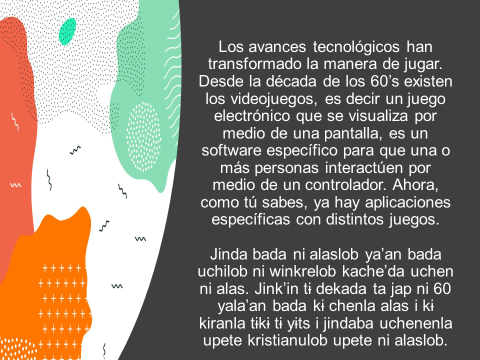 Los avances tecnológicos han
transformado la manera de jugar.
Desde la década de los 60’s existen
los videojuegos, es decir un juego
electrónico que se visualiza por
medio de una pantalla, es un
software específico para que una o
más personas interactúen por
medio de un controlador. Ahora,
como tú sabes, ya hay aplicaciones
específicas con distintos juegos.

Jinda bada ni alaslob ya’an bada
uchilob ni winkrelob kache’da uchen
ni alas. Jink’in tɨ dekada ta jap ni 60
yala’an bada kɨ chenla alas i kɨ
kiranla tiki tɨ yits i jindaba uchenenla
upete kristianulob upete ni alaslob.